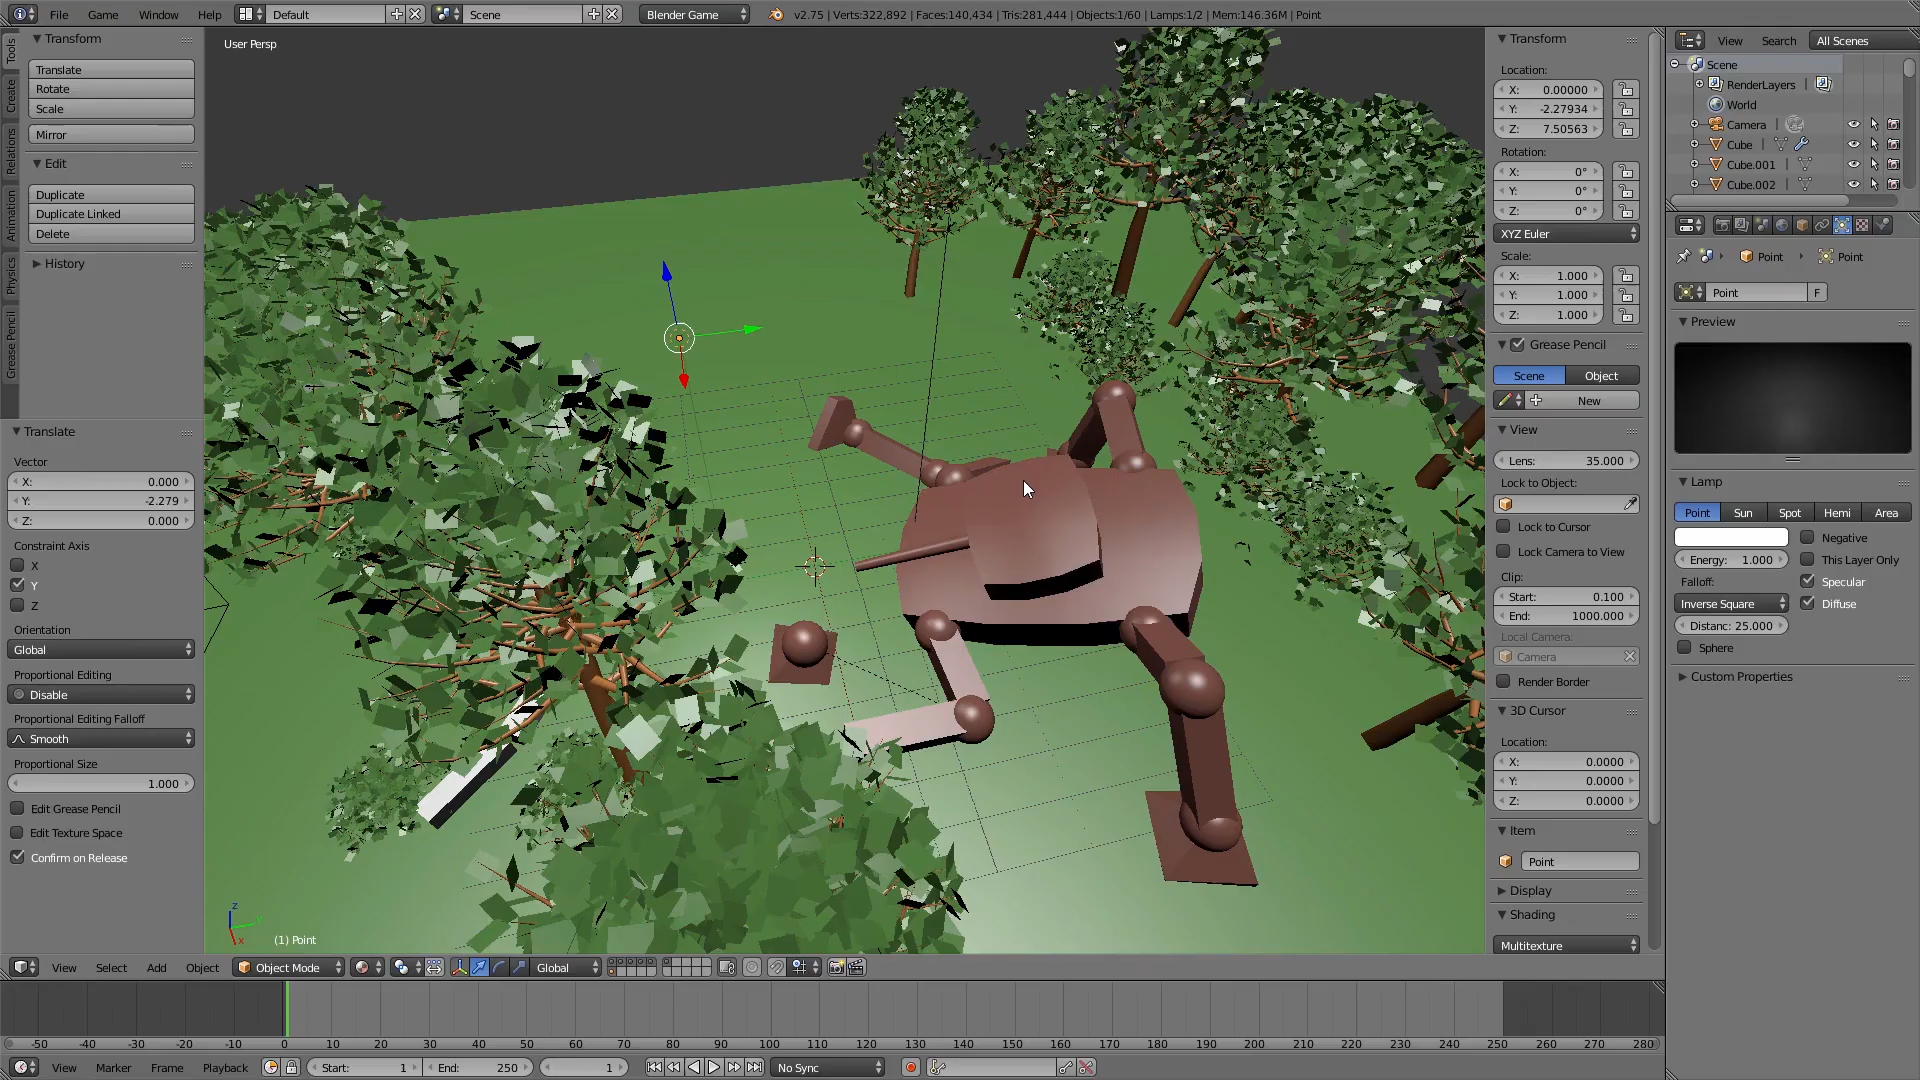 File Game Window Help Default Scene Blender Game v2.75 | Verts:322,892 | Faces:140,434 | Tris:281,444 | Objects:1/60 | Lamps:1/2 | Mem:146.36M | Point
Tools
Create
Relations
Animation
Physics
Grease Pencil
Transform
Translate
Rotate
Scale
Mirror
Edit
Duplicate
Duplicate Linked
Delete
History
Translate
Vector
X: 0.000
Y: -2.279
Z: 0.000
Constraint Axis
X
Y
Z
Orientation
Global
Proportional Editing
Disable
Proportional Editing Falloff
Smooth
Proportional Size
1.000
Edit Grease Pencil
Edit Texture Space
Confirm on Release
User Persp
z
y
x
(1) Point
Transform
Location:
X: 0.00000
Y: -2.27934
Z: 7.50563
Rotation:
X: 0°
Y: 0°
Z: 0°
XYZ Euler
Scale:
X: 1.000
Y: 1.000
Z: 1.000
Grease Pencil
Scene Object
New
View
Lens: 35.000
Lock to Object:
Lock to Cursor
Lock Camera to View
Clip:
Start: 0.100
End: 1000.000
Local Camera:
Camera
Render Border
3D Cursor
Location:
X: 0.0000
Y: 0.0000
Z: 0.0000
Item
Point
Display
Shading
Multitexture
View Search All Scenes
Scene
RenderLayers |
World
Camera |
Cube |
Cube.001 |
Cube.002 |
Point Point
Point F
Preview
Lamp
Point Sun Spot Hemi Area
Negative
Energy: 1.000 This Layer Only
Falloff: Specular
Inverse Square Diffuse
Distanc: 25.000
Sphere
Custom Properties
View Select Add Object Object Mode Global
-50 -40 -30 -20 -10 0 10 20 30 40 50 60 70 80 90 100 110 120 130 140 150 160 170 180 190 200 210 220 230 240 250 260 270 280
View Marker Frame Playback Start: 1 End: 250 1 No Sync